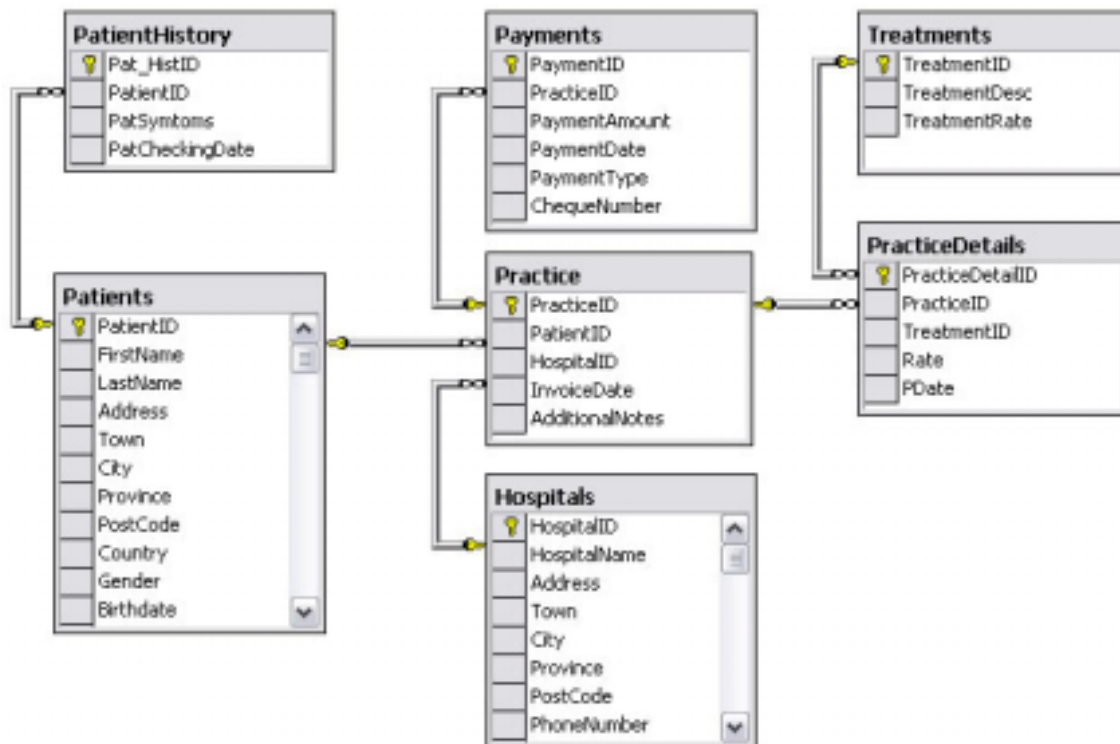 PatientHistory
Pat_HistID
PatientID
PatSymtoms
PatCheckingDate
Payments
PaymentID
PracticeID
PaymentAmount
PaymentDate
PaymentType
ChequeNumber
Treatments
TreatmentID
TreatmentDesc
TreatmentRate
Patients
PatientID
FirstName
LastName
Address
Town
City
Province
PostCode
Country
Gender
Birthdate
Practice
PracticeID
PatientID
HospitalID
InvoiceDate
AdditionalNotes
PracticeDetails
PracticeDetailID
PracticeID
TreatmentID
Rate
PDate
Hospitals
HospitalID
HospitalName
Address
Town
City
Province
PostCode
PhoneNumber